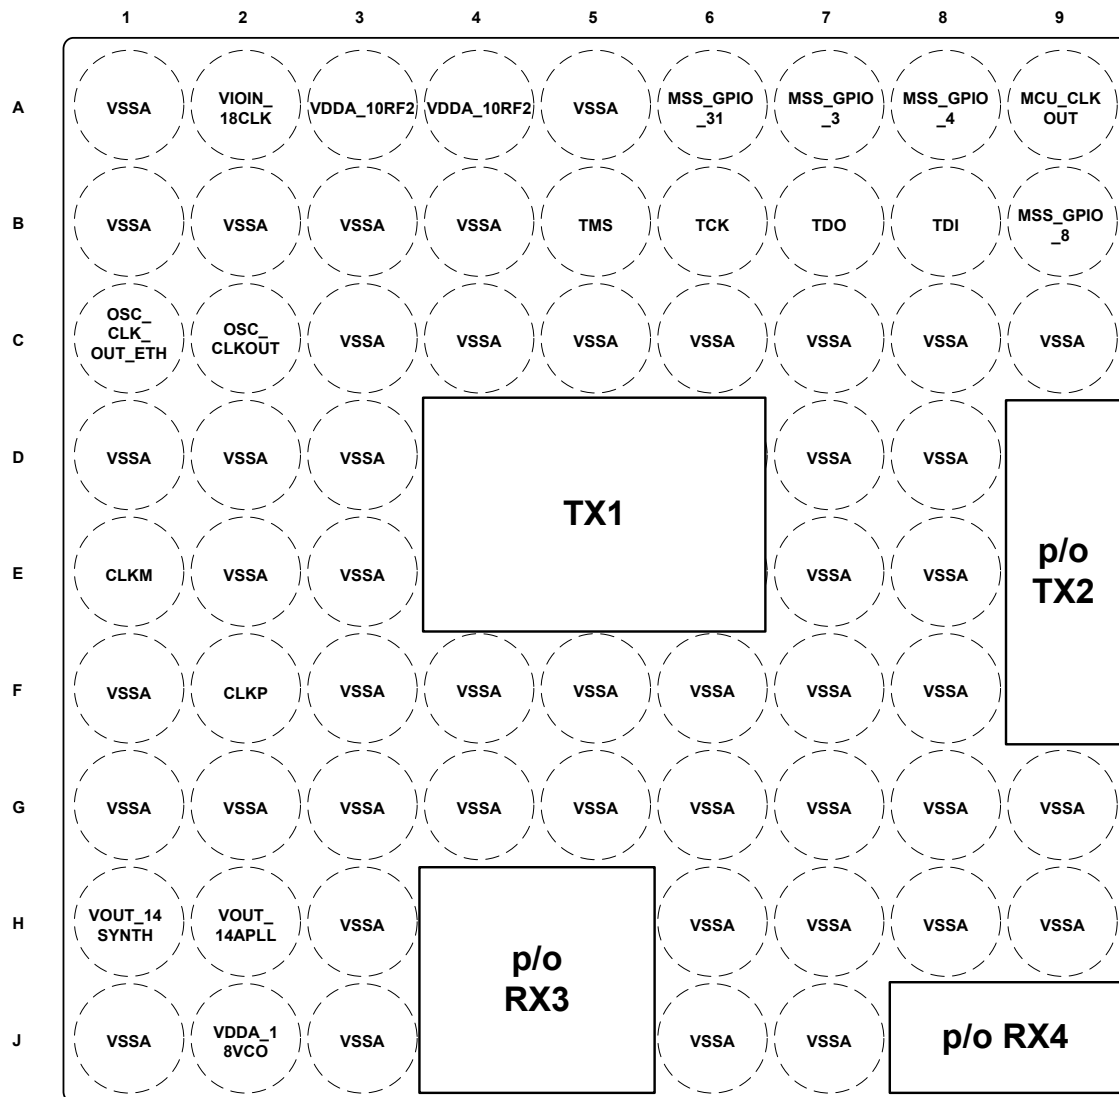 1 2 3 4 5 6 7 8 9
A VSSA VIOIN_ VDDA_10RF2 VDDA_10RF2 VSSA MSS_GPIO MSS_GPIO MSS_GPIO MCU_CLK
18CLK _31 _3 _4 OUT
B VSSA VSSA VSSA VSSA TMS TCK TDO TDI MSS_GPIO
_8
OSC_
C CLK_ OSC_ VSSA VSSA VSSA VSSA VSSA VSSA VSSA
OUT_ETH CLKOUT
D VSSA VSSA VSSA VSSA VSSA
TX1
p/o
E CLKM VSSA VSSA VSSA VSSA
TX2
F VSSA CLKP VSSA VSSA VSSA VSSA VSSA VSSA
G VSSA VSSA VSSA VSSA VSSA VSSA VSSA VSSA VSSA
H VOUT_14 VOUT_ VSSA VSSA VSSA VSSA VSSA
SYNTH 14APLL
p/o
RX3
J VSSA VDDA_1 VSSA VSSA VSSA p/o RX4
8VCO